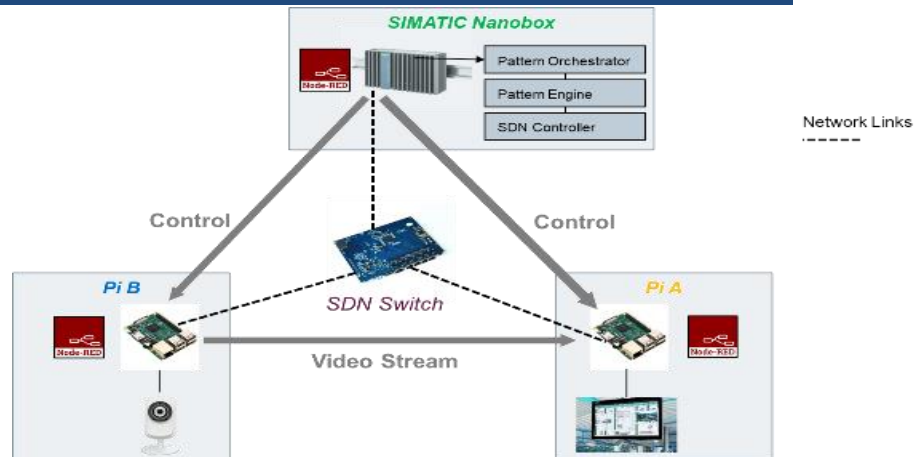 SIMATIC Nanobox
Node-RED
Pattern Orchestrator
Pattern Engine
SDN Controller
Network Links
Control
Control
Pi B
SDN Switch
Pi A
Node-RED
Node-RED
Video Stream